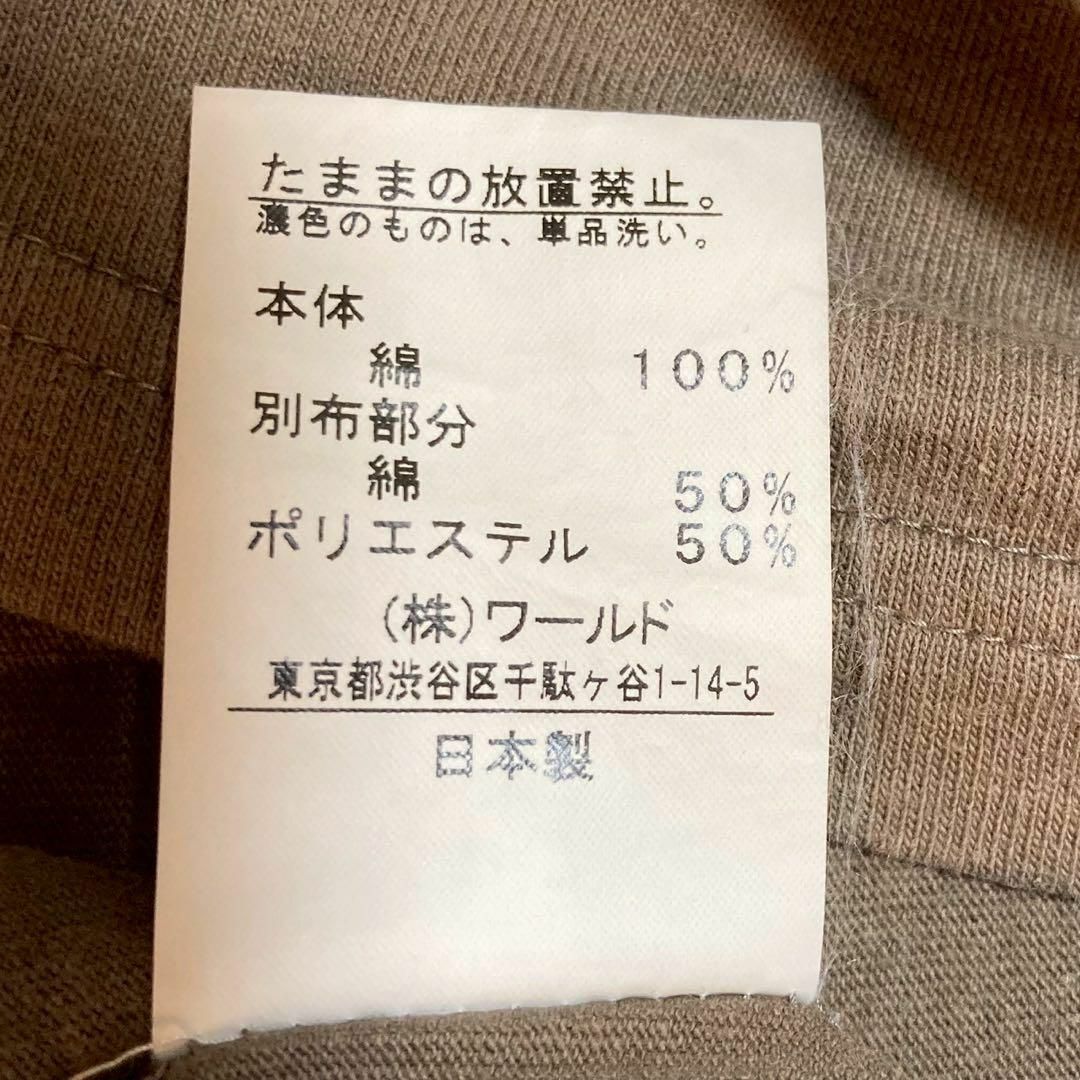 たままの放置禁止。
濃色のものは、単品洗い。
本体
綿 100%
別布部分
綿 50%
ポリエステル 50%
(株)ワールド
東京都渋谷区千駄ヶ谷1-14-5
日本製